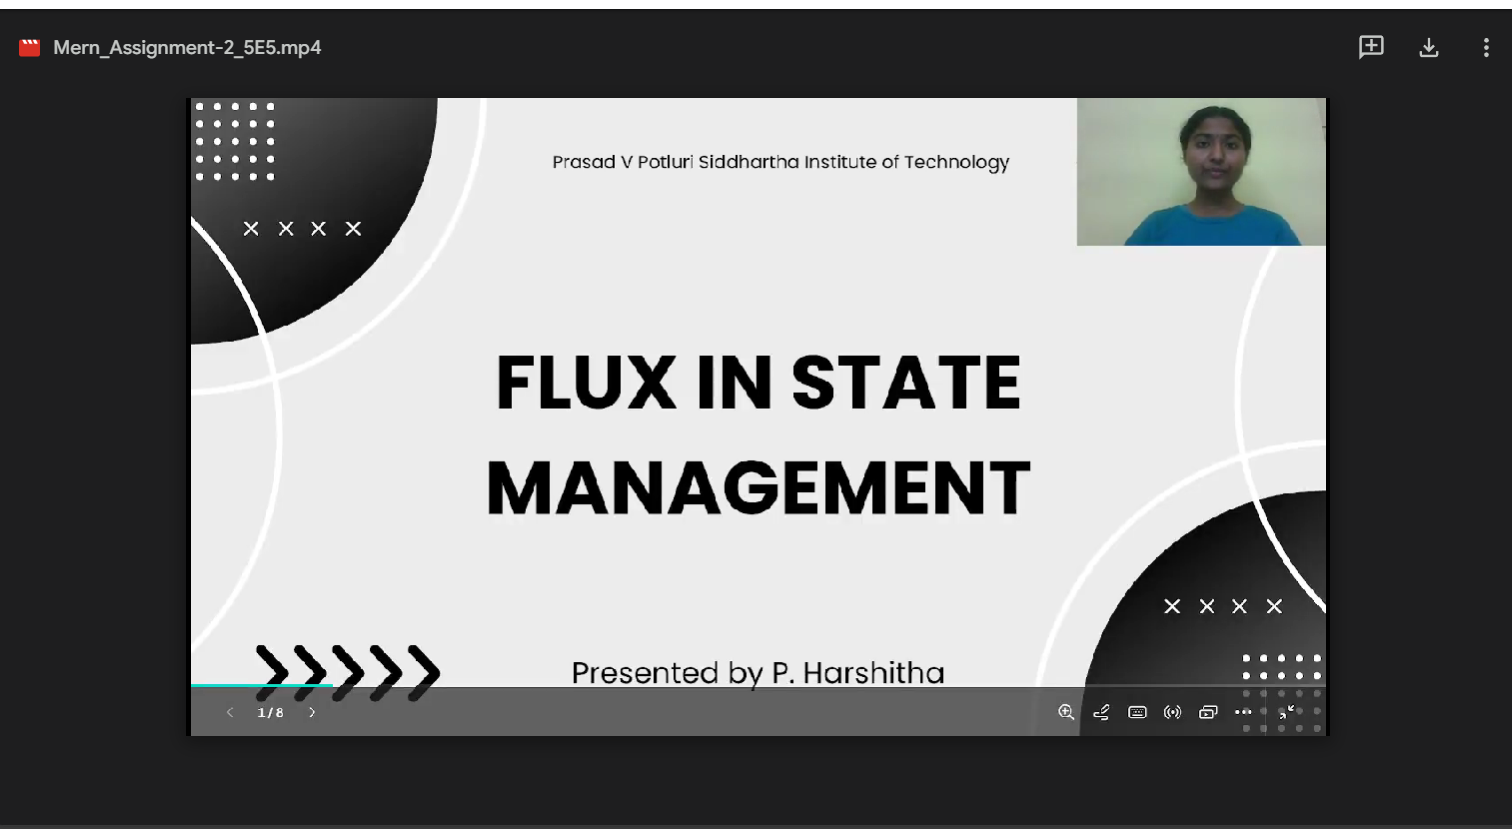 Mern_Assignment-2_5E5.mp4
Prasad V Potluri Siddhartha Institute of Technology
FLUX IN STATE
MANAGEMENT
Presented by P. Harshitha
1/8